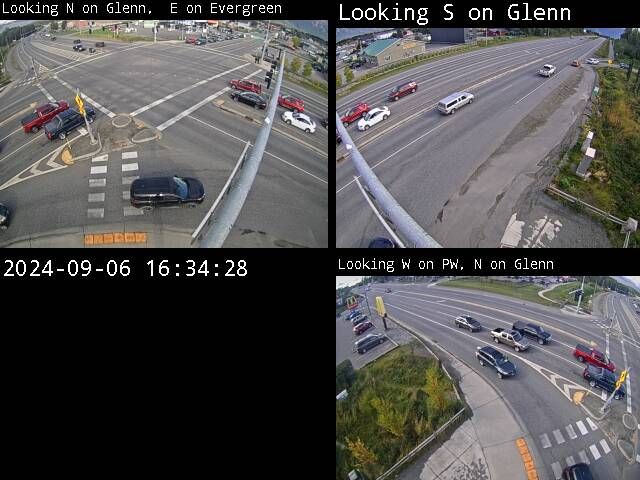 Looking N on Glenn,  E on Evergreen
Looking S on Glenn
2024-09-06 16:34:28
Looking W on PW, N on Glenn